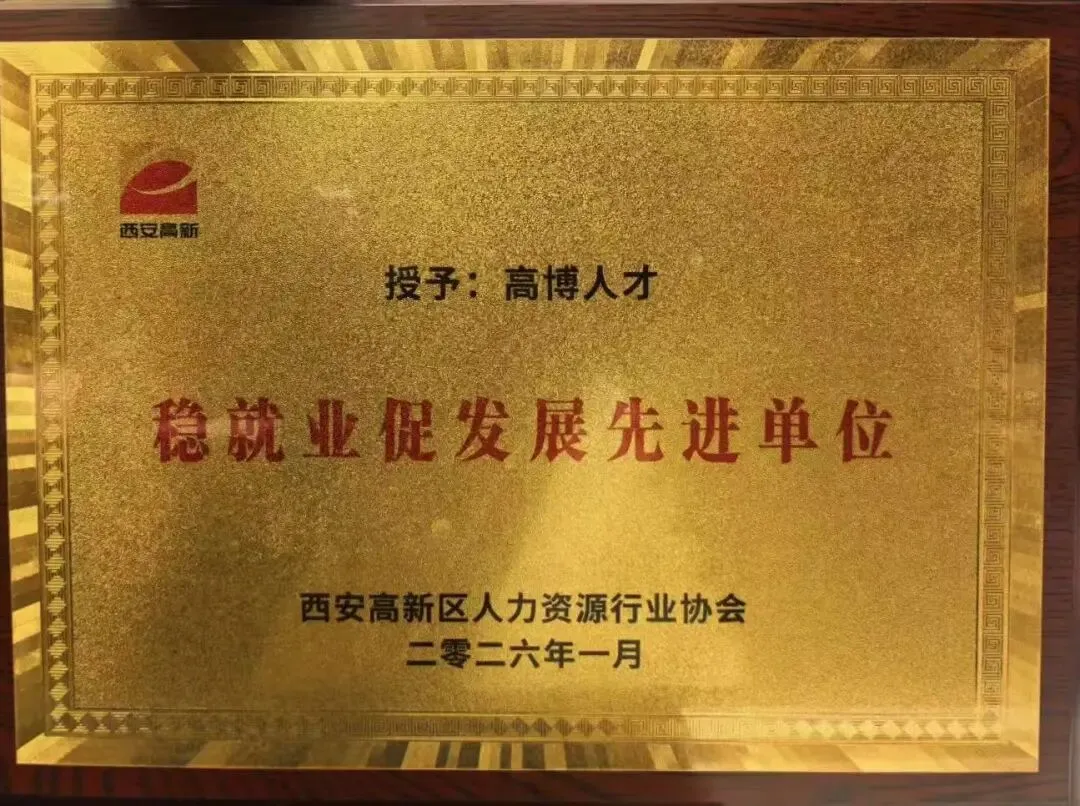 西安高新
授予：高博人才
稳就业促发展先进单位
西安高新区人力资源行业协会
二零二六年一月